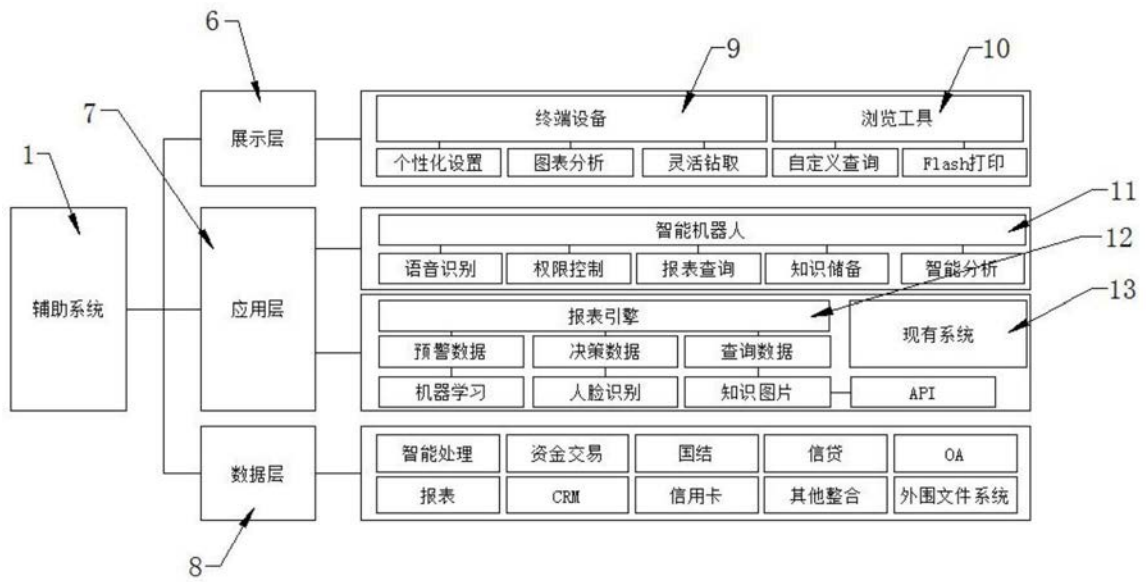 6
9
10
7
展示层
终端设备
浏览工具
个性化设置
图表分析
灵活钻取
自定义查询
Flash打印
1
11
智能机器人
12
语音识别
权限控制
报表查询
知识储备
智能分析
辅助系统
应用层
报表引擎
现有系统
13
预警数据
决策数据
查询数据
机器学习
人脸识别
知识图片
API
数据层
智能处理
资金交易
国结
信贷
OA
报表
CRM
信用卡
其他整合
外围文件系统
8